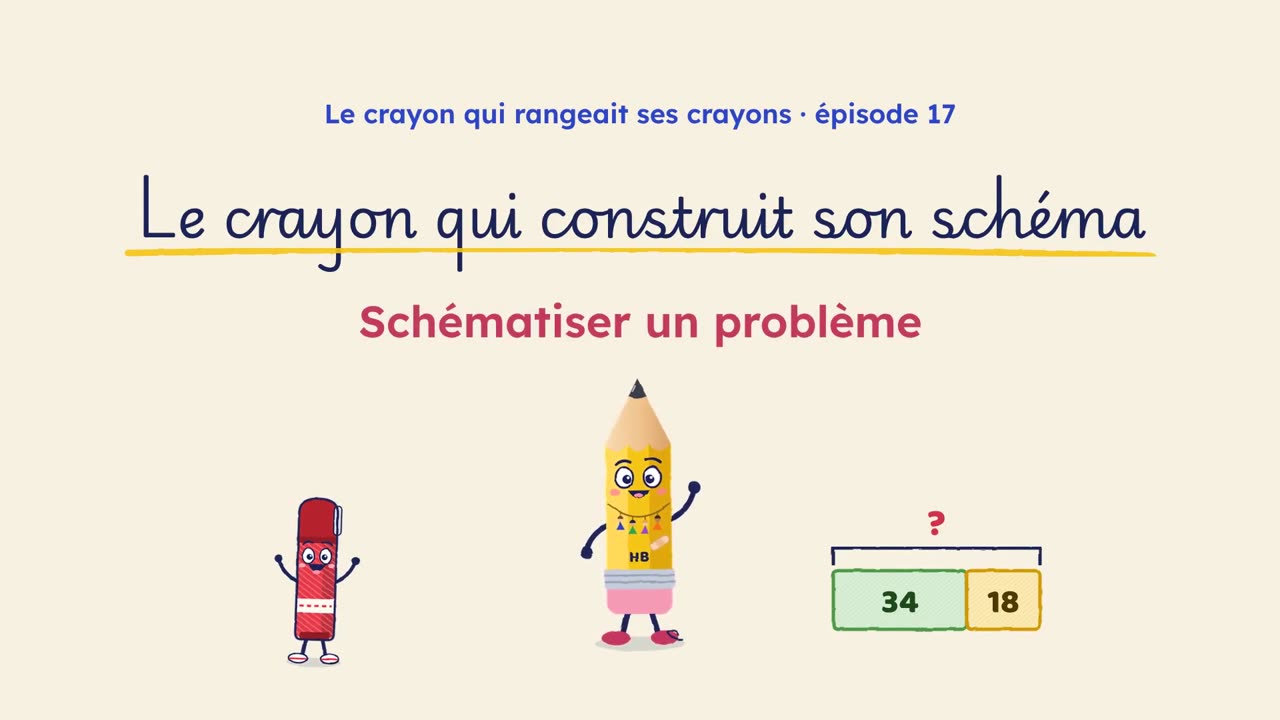 Le crayon qui rangeait ses crayons · épisode 17
Le crayon qui construit son schéma
Schématiser un problème
HB
?
34 18